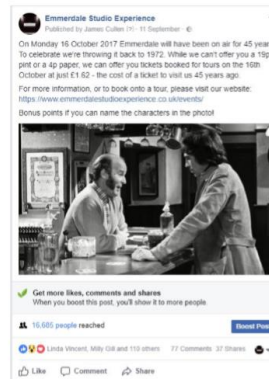 Emmerdale Studio Experience
Published by James Cullen [?] · 11 September ·
On Monday 16 October 2017 Emmerdale will have been on air for 45 year
To celebrate we're throwing it back to 1972. While we can't offer you a 19p
pint or a 4p paper, we can offer you tickets booked for tours on the 16th
October at just £1.62 - the cost of a ticket to visit us 45 years ago.
For more information, or to book onto a tour, please visit our website:
https://www.emmerdalestudioexperience.co.uk/events/
Bonus points if you can name the characters in the photo!
Get more likes, comments and shares
When you boost this post, you'll show it to more people.
16,605 people reached
Boost Pos
Linda Vincent, Milly Gill and 119 others 77 Comments 37 Shares
Like Comment Share